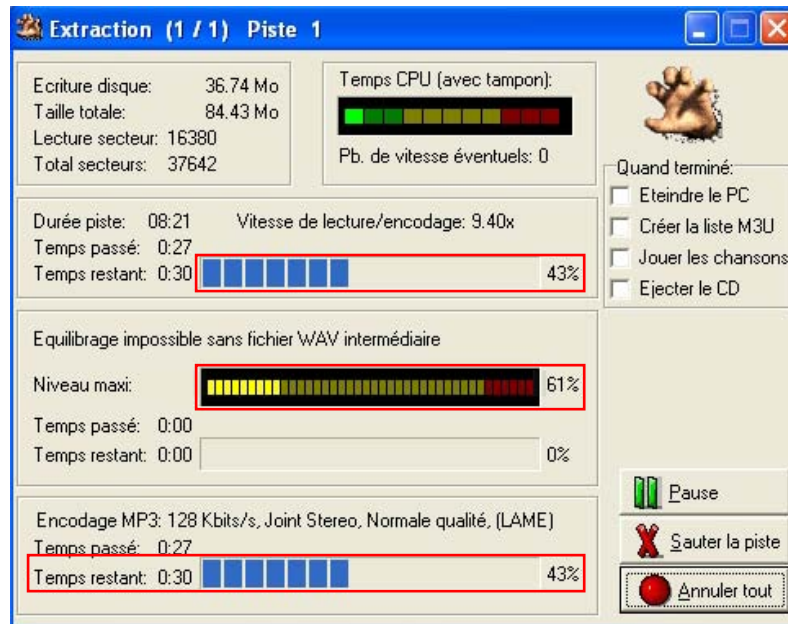 Extraction (1 / 1) Piste 1
Ecriture disque: 36.74 Mo
Taille totale: 84.43 Mo
Lecture secteur: 16380
Total secteurs: 37642
Temps CPU (avec tampon):
Pb. de vitesse éventuels: 0
Quand terminé:
Eteindre le PC
Créer la liste M3U
Jouer les chansons
Ejecter le CD
Durée piste: 08:21 Vitesse de lecture/encodage: 9.40x
Temps passé: 0:27
Temps restant: 0:30 43%
Equilibrage impossible sans fichier WAV intermédiaire
Niveau maxi: 61%
Temps passé: 0:00
Temps restant: 0:00 0%
Encodage MP3: 128 Kbits/s, Joint Stereo, Normale qualité, (LAME)
Temps passé: 0:27
Temps restant: 0:30 43%
Pause
Sauter la piste
Annuler tout